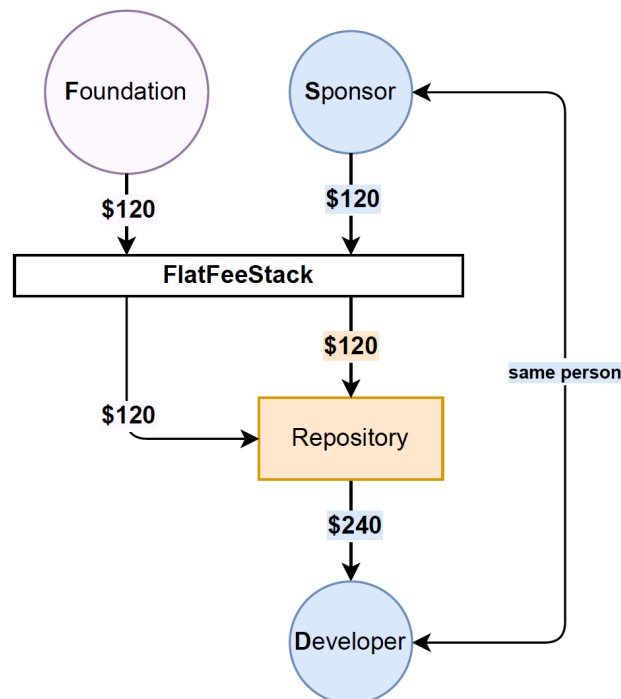 Foundation
Sponsor
$120
$120
FlatFeeStack
$120
same person
$120
Repository
$240
Developer